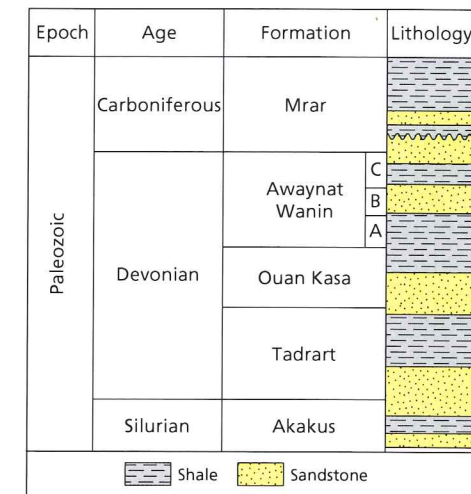 Epoch Age Formation Lithology
Paleozoic
Carboniferous Mrar
Devonian
Awaynat
Wanin
C
B
A
Ouan Kasa
Tadrart
Silurian Akakus
Shale Sandstone